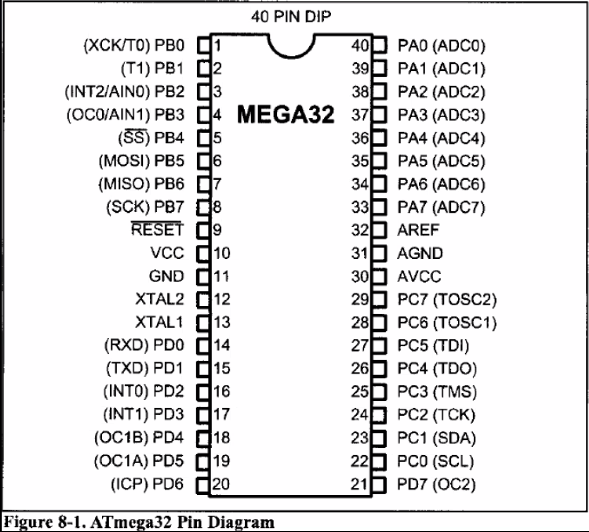 40 PIN DIP
MEGA32
(XCK/T0) PB0 1 40 PA0 (ADC0)
(T1) PB1 2 39 PA1 (ADC1)
(INT2/AIN0) PB2 3 38 PA2 (ADC2)
(OC0/AIN1) PB3 4 37 PA3 (ADC3)
(S̅S̅) PB4 5 36 PA4 (ADC4)
(MOSI) PB5 6 35 PA5 (ADC5)
(MISO) PB6 7 34 PA6 (ADC6)
(SCK) PB7 8 33 PA7 (ADC7)
R̅E̅S̅E̅T̅ 9 32 AREF
VCC 10 31 AGND
GND 11 30 AVCC
XTAL2 12 29 PC7 (TOSC2)
XTAL1 13 28 PC6 (TOSC1)
(RXD) PD0 14 27 PC5 (TDI)
(TXD) PD1 15 26 PC4 (TDO)
(INT0) PD2 16 25 PC3 (TMS)
(INT1) PD3 17 24 PC2 (TCK)
(OC1B) PD4 18 23 PC1 (SDA)
(OC1A) PD5 19 22 PC0 (SCL)
(ICP) PD6 20 21 PD7 (OC2)
Figure 8-1. ATmega32 Pin Diagram